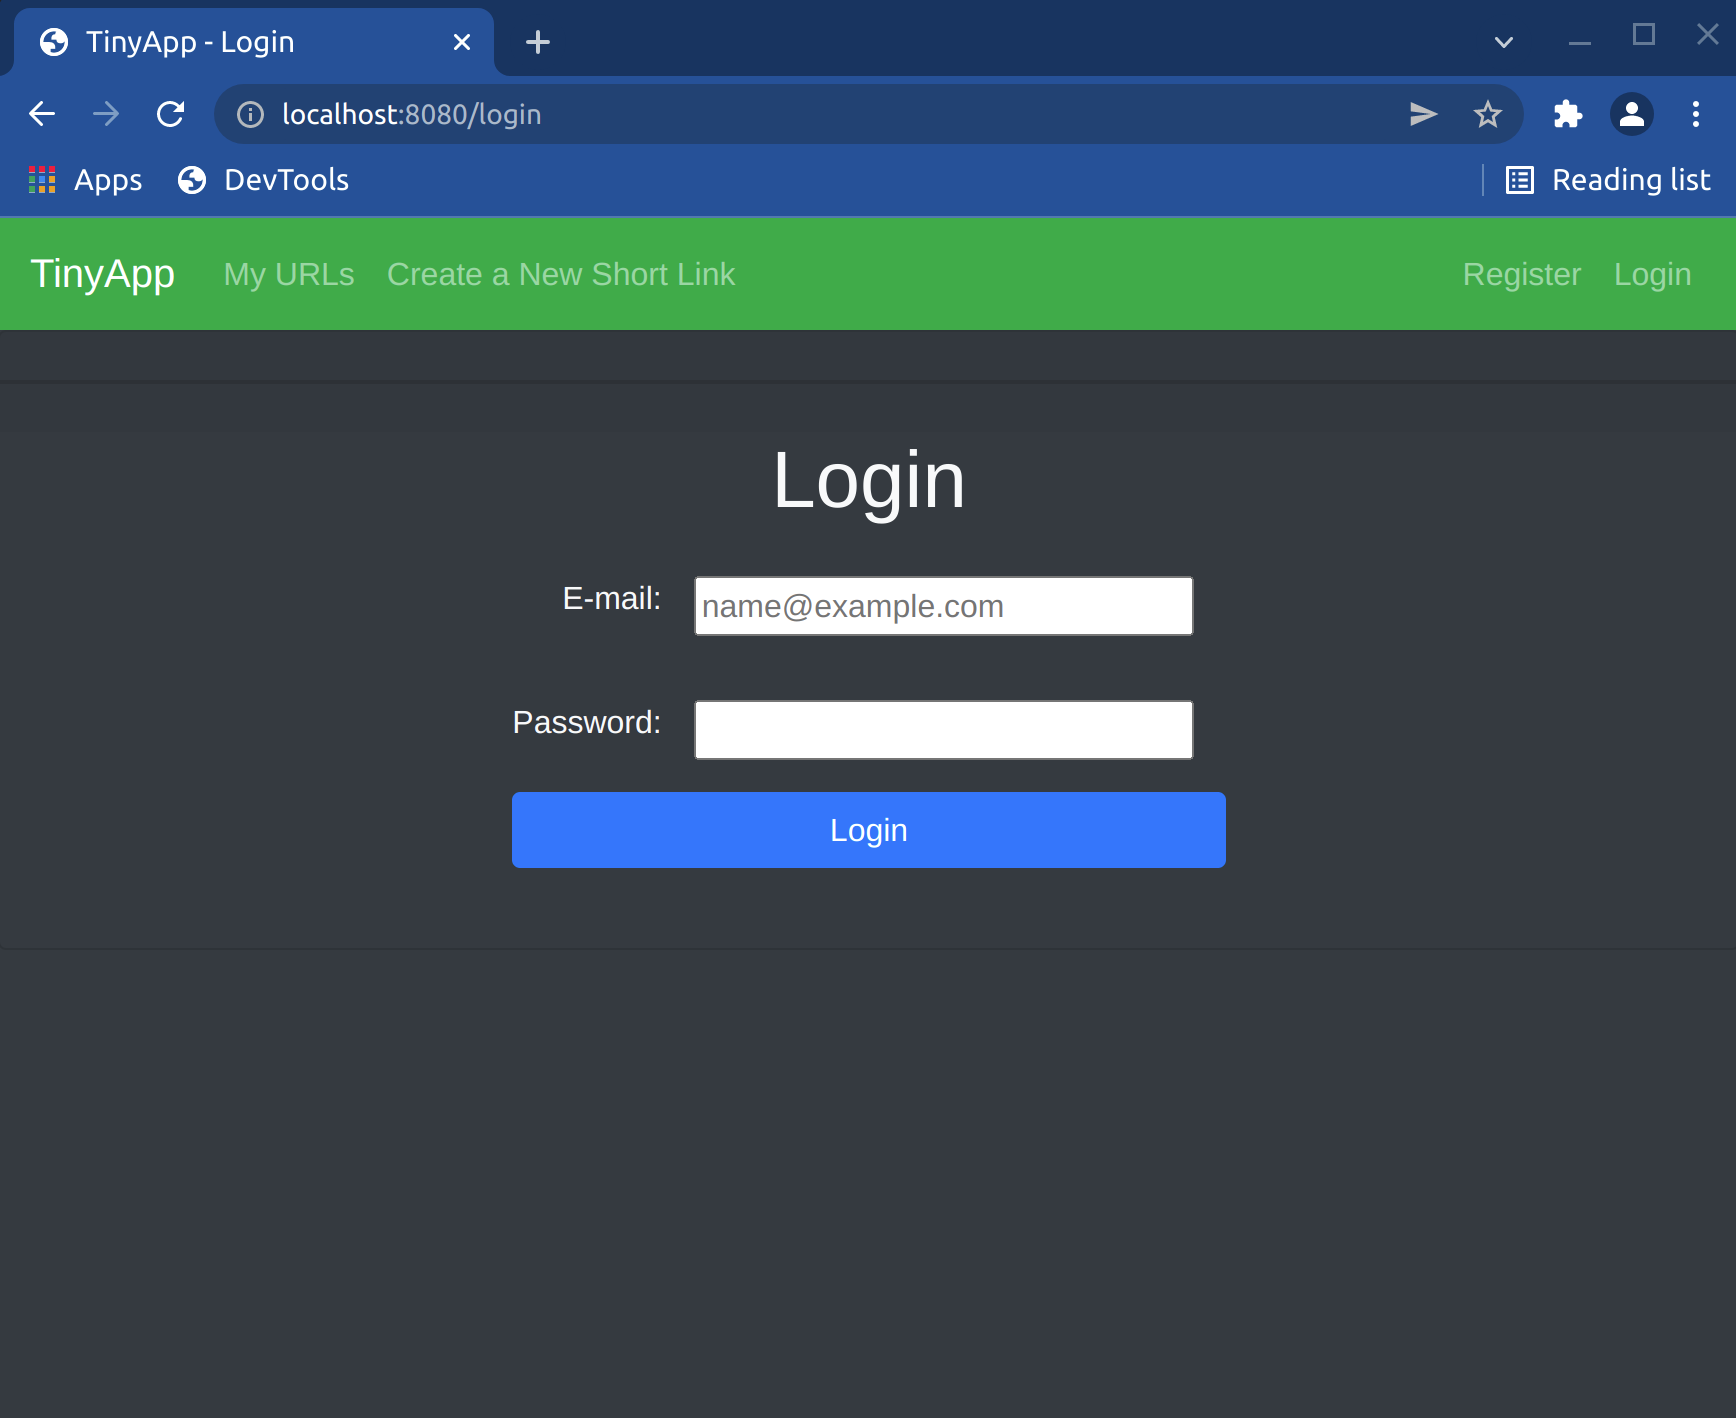 TinyApp - Login
localhost:8080/login
Apps DevTools Reading list
TinyApp My URLs Create a New Short Link Register Login
Login
E-mail: name@example.com
Password:
Login